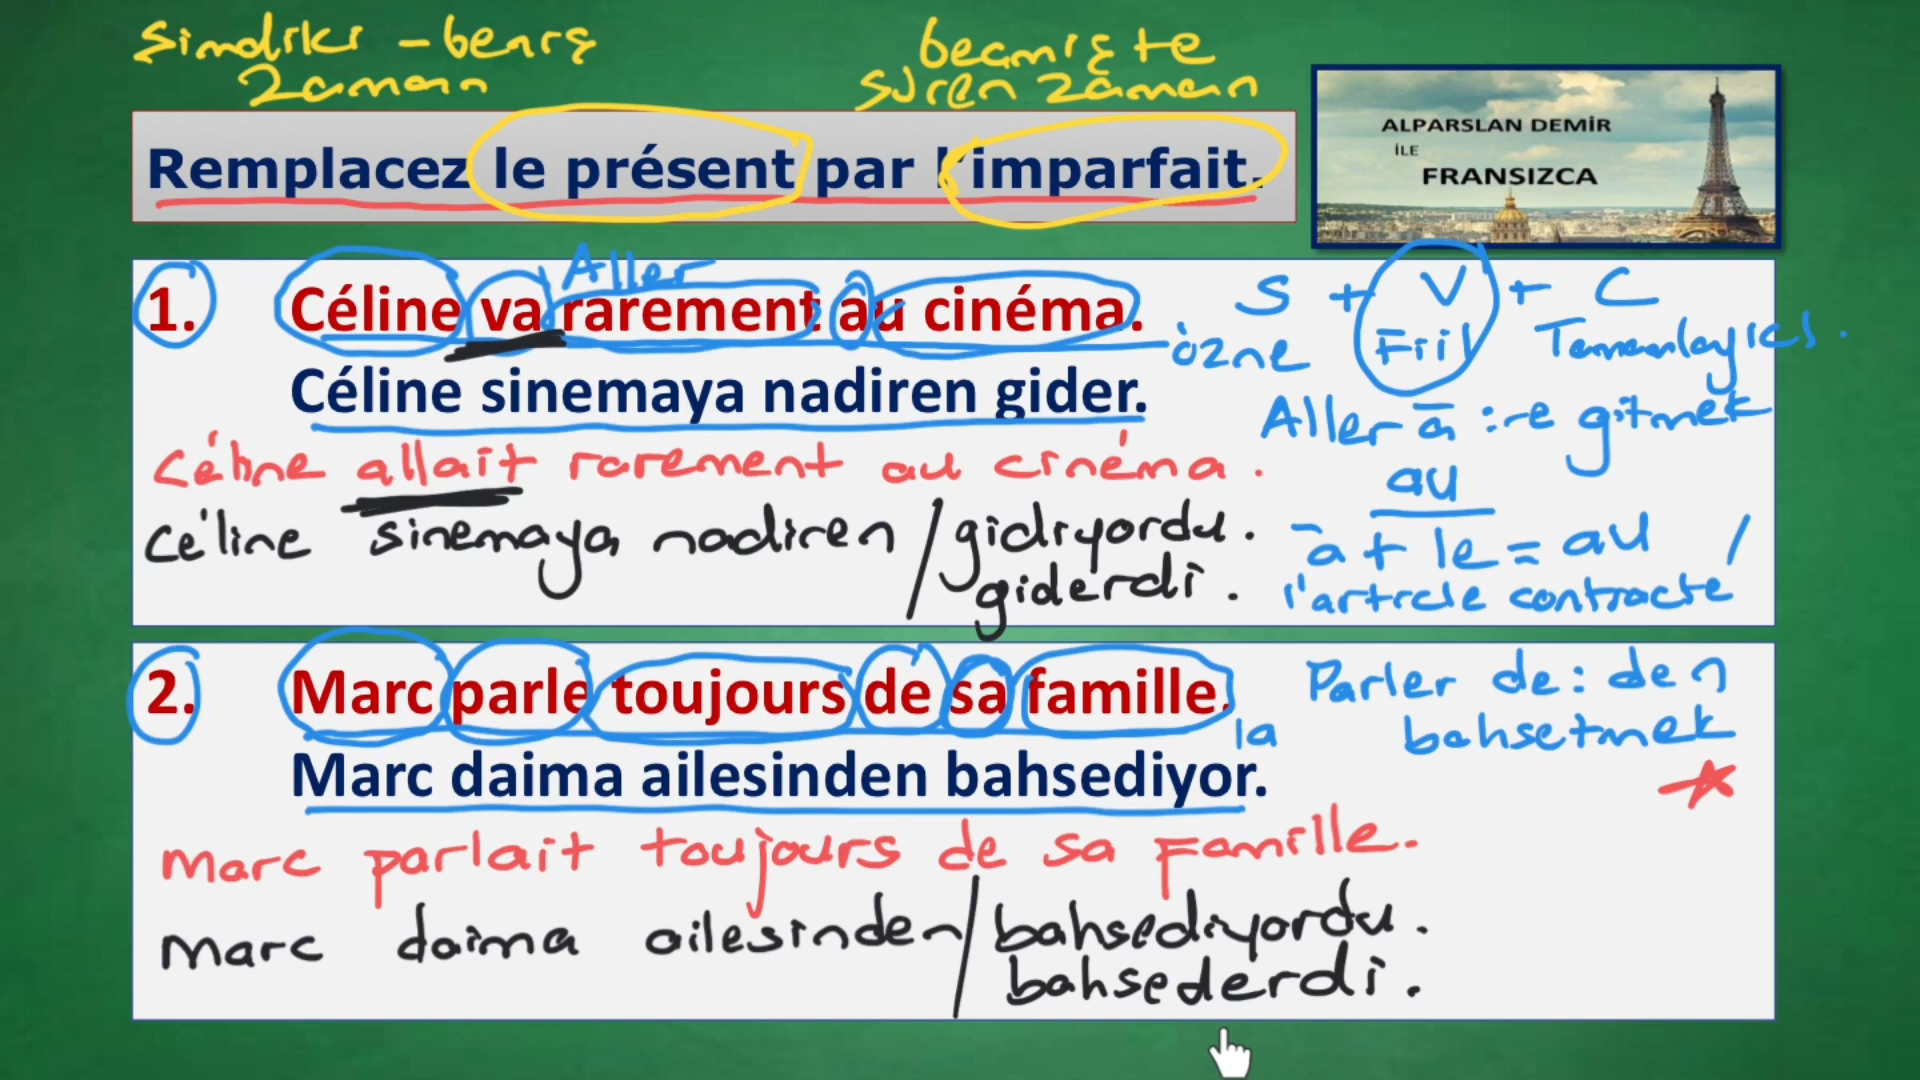 şimdiki - geniş
zaman
geçmişte
süren zaman
Remplacez le présent par l'imparfait.
ALPARSLAN DEMİR
İLE
FRANSIZCA
Aller
1. Céline va rarement au cinéma.
Céline sinemaya nadiren gider.
Céline allait rarement au cinéma.
Céline sinemaya nadiren / gidiyordu.
giderdi.
S + V + C
özne Fiil Tamamlayıcı.
Aller à : -e gitmek
au
à + le = au /
l'article contracte
2. Marc parle toujours de sa famille.
la
Marc daima ailesinden bahsediyor.
Marc parlait toujours de sa famille.
Marc daima ailesinden / bahsediyordu.
bahsederdi.
Parler de : den
bahsetmek